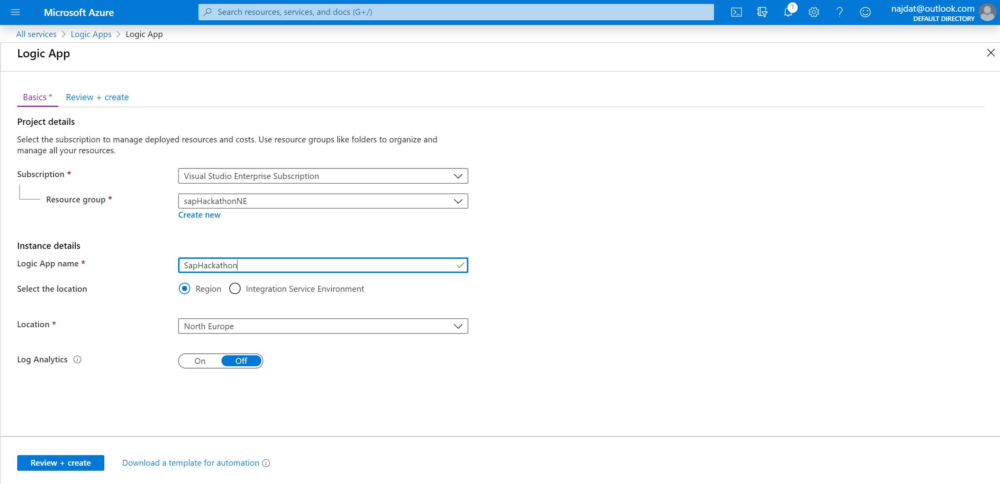 Microsoft Azure
Search resources, services, and docs (G+/)
1
najdat@outlook.com
DEFAULT DIRECTORY
All services > Logic Apps > Logic App
Logic App
Basics * Review + create
Project details
Select the subscription to manage deployed resources and costs. Use resource groups like folders to organize and
manage all your resources.
Subscription * Visual Studio Enterprise Subscription
Resource group * sapHackathonNE
Create new
Instance details
Logic App name * SapHackathon
Select the location Region Integration Service Environment
Location * North Europe
Log Analytics On Off
Review + create Download a template for automation